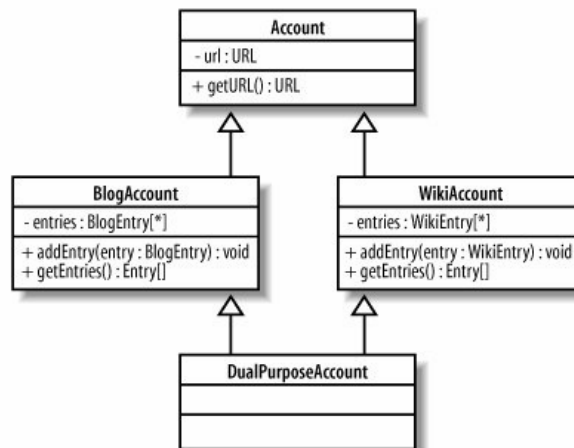 Account
- url : URL
+ getURL() : URL
BlogAccount
- entries : BlogEntry[*]
+ addEntry(entry : BlogEntry) : void
+ getEntries() : Entry[]
WikiAccount
- entries : WikiEntry[*]
+ addEntry(entry : WikiEntry) : void
+ getEntries() : Entry[]
DualPurposeAccount